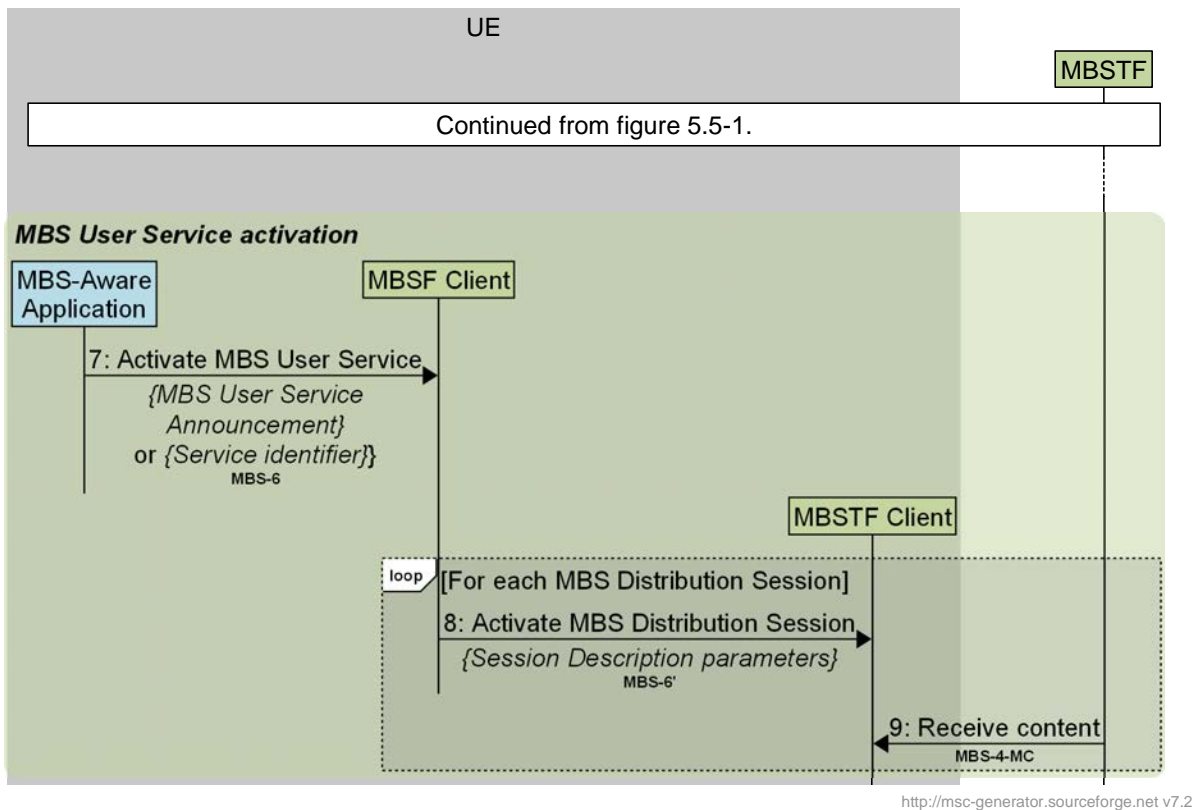 UE
MBSTF
Continued from figure 5.5-1.
MBS User Service activation
MBS-Aware
Application
MBSF Client
7: Activate MBS User Service
{MBS User Service
Announcement}
or {Service identifier}}
MBS-6
MBSTF Client
loop
[For each MBS Distribution Session]
8: Activate MBS Distribution Session
{Session Description parameters}
MBS-6'
9: Receive content
MBS-4-MC
http://msc-generator.sourceforge.net v7.2